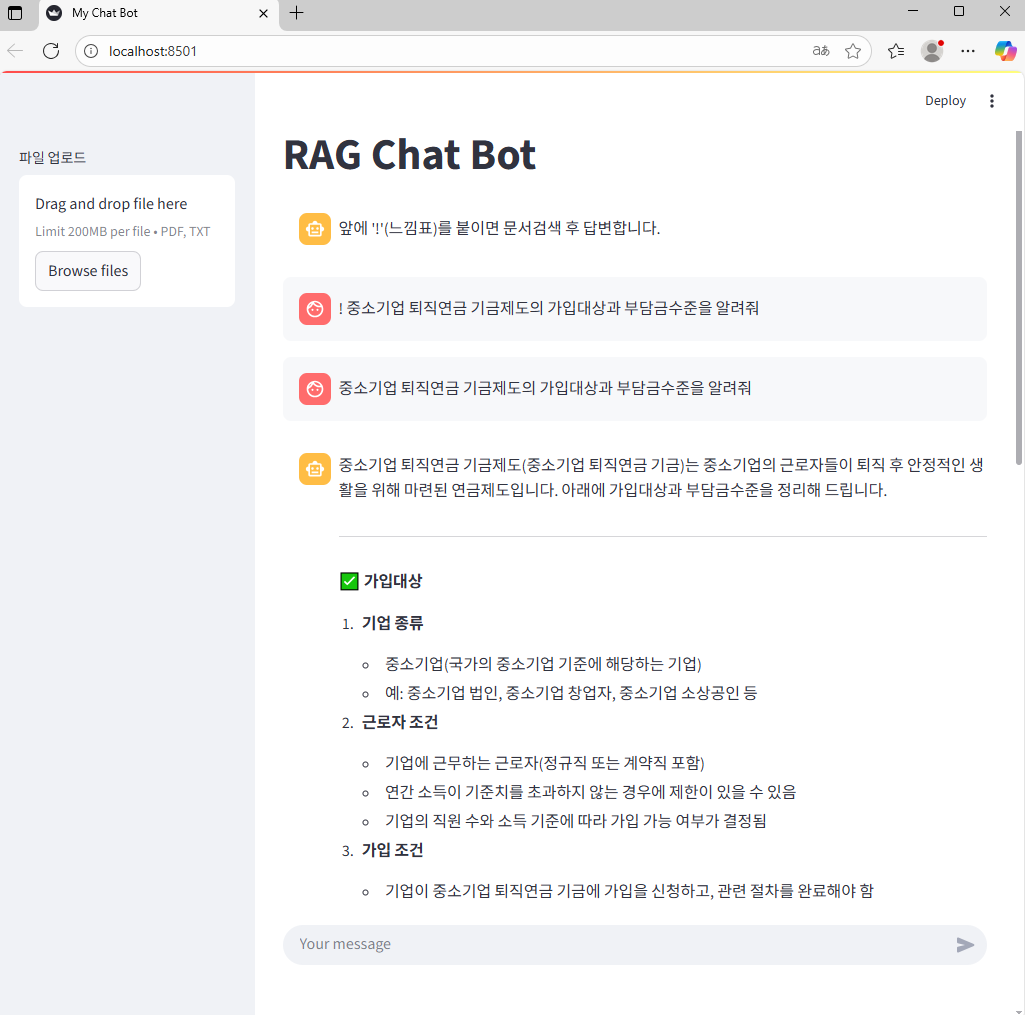 My Chat Bot
localhost:8501
Deploy
파일 업로드
Drag and drop file here
Limit 200MB per file • PDF, TXT
Browse files
RAG Chat Bot
앞에 '!'(느낌표)를 붙이면 문서검색 후 답변합니다.
! 중소기업 퇴직연금 기금제도의 가입대상과 부담금수준을 알려줘
중소기업 퇴직연금 기금제도의 가입대상과 부담금수준을 알려줘
중소기업 퇴직연금 기금제도(중소기업 퇴직연금 기금)는 중소기업의 근로자들이 퇴직 후 안정적인 생
활을 위해 마련된 연금제도입니다. 아래에 가입대상과 부담금수준을 정리해 드립니다.
✅ 가입대상
1. 기업 종류
중소기업(국가의 중소기업 기준에 해당하는 기업)
예: 중소기업 법인, 중소기업 창업자, 중소기업 소상공인 등
2. 근로자 조건
기업에 근무하는 근로자(정규직 또는 계약직 포함)
연간 소득이 기준치를 초과하지 않는 경우에 제한이 있을 수 있음
기업의 직원 수와 소득 기준에 따라 가입 가능 여부가 결정됨
3. 가입 조건
기업이 중소기업 퇴직연금 기금에 가입을 신청하고, 관련 절차를 완료해야 함
Your message